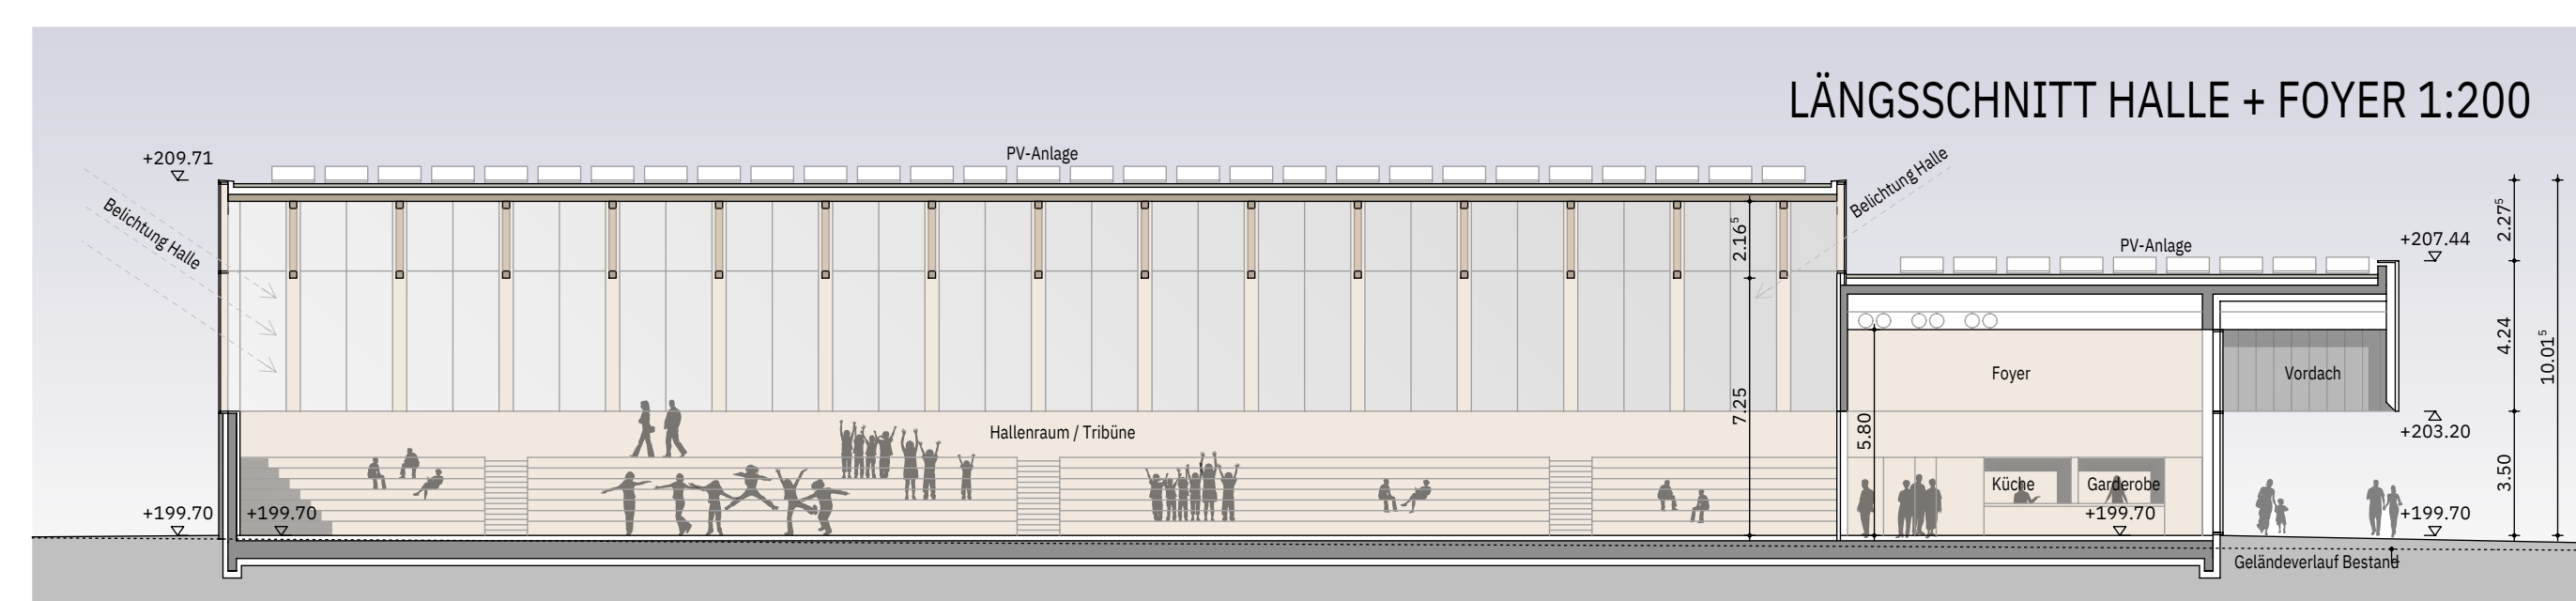 LÄNGSSCHNITT HALLE + FOYER 1:200
PV-Anlage
+209.71
Belichtung Halle
Belichtung Halle
2.16⁵
2.27⁵
+207.44
PV-Anlage
4.24
10.01⁵
Foyer
Vordach
7.25
5.80
Hallenraum / Tribüne
+203.20
3.50
Küche
Garderobe
+199.70
+199.70
+199.70
+199.70
Geländeverlauf Bestand